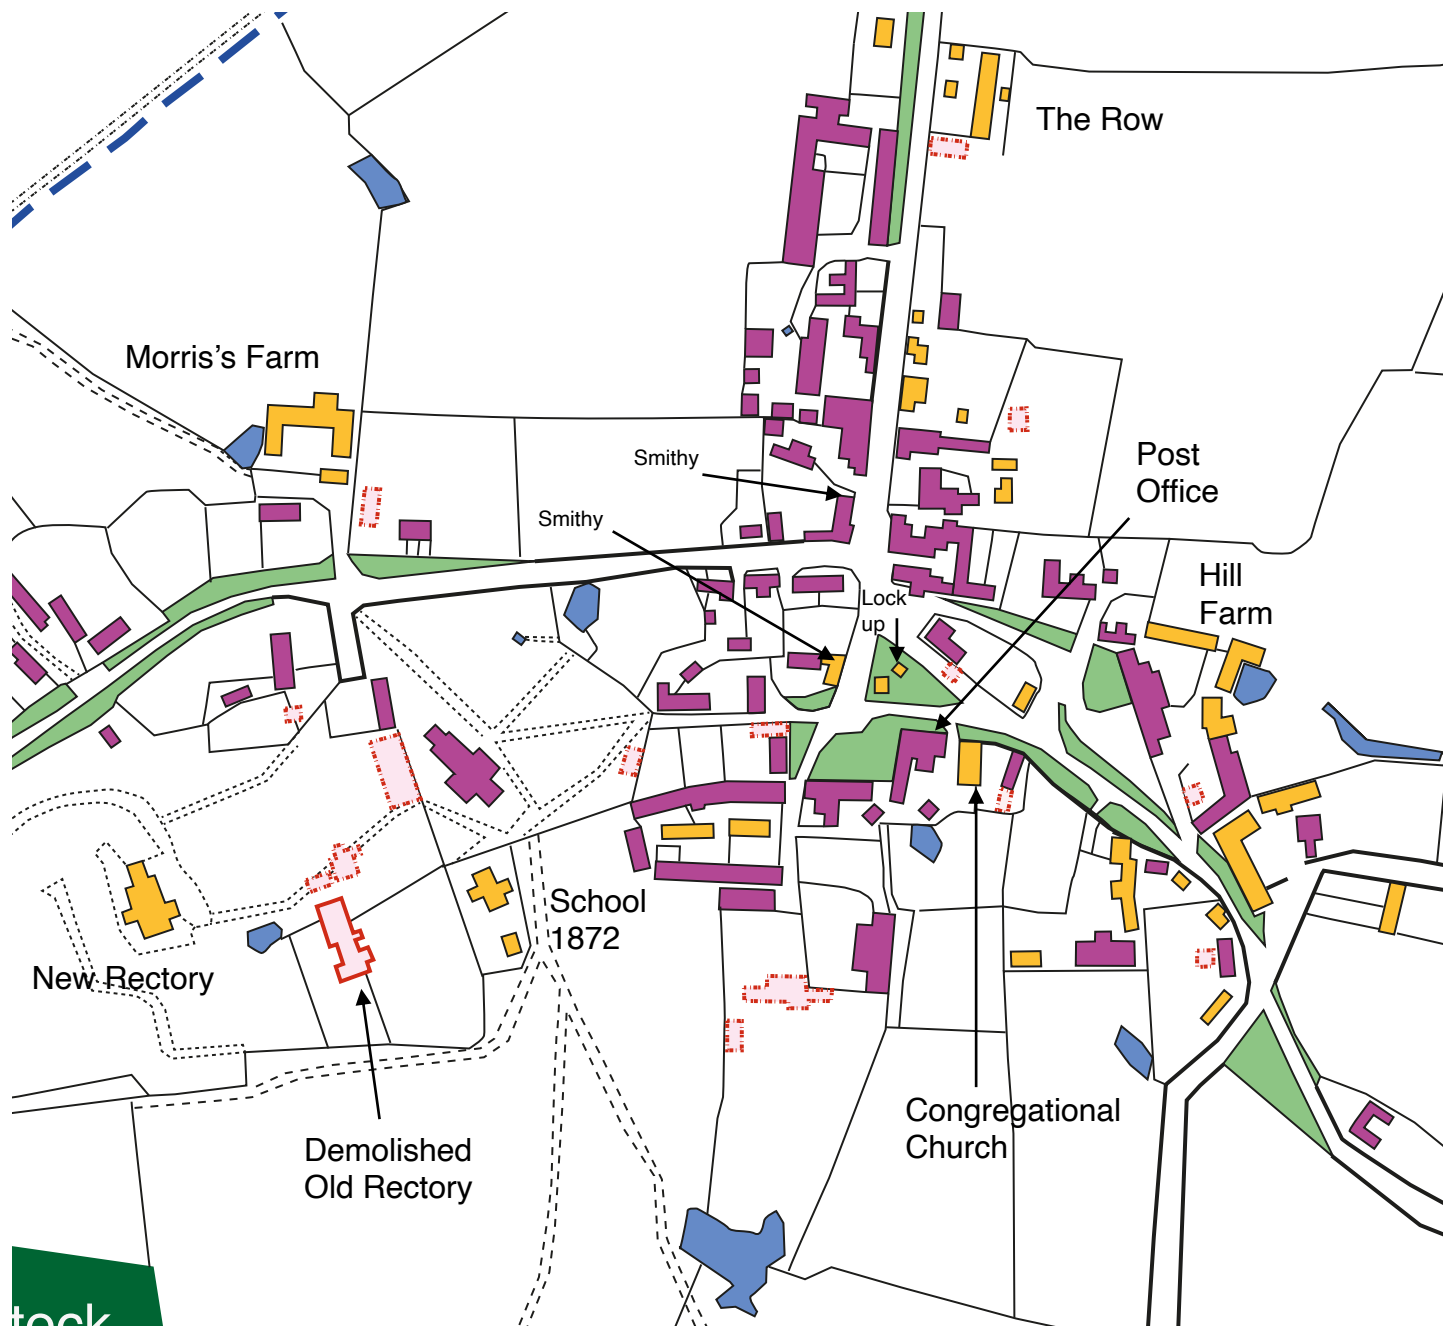 The Row
Morris's Farm
Post
Office
Smithy
Smithy
Hill
Farm
Lock
up
School
1872
New Rectory
Congregational
Church
Demolished
Old Rectory
tock